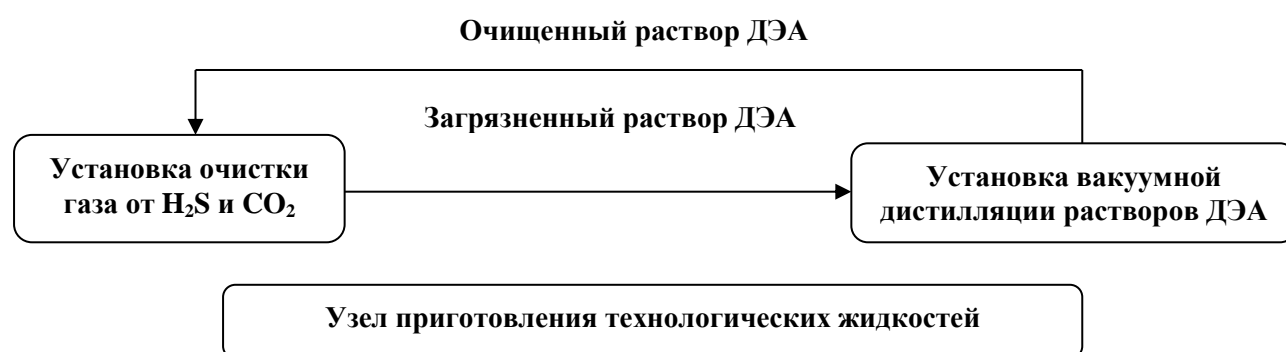 Очищенный раствор ДЭА
Загрязненный раствор ДЭА
Установка очистки
газа от H₂S и CO₂
Установка вакуумной
дистилляции растворов ДЭА
Узел приготовления технологических жидкостей